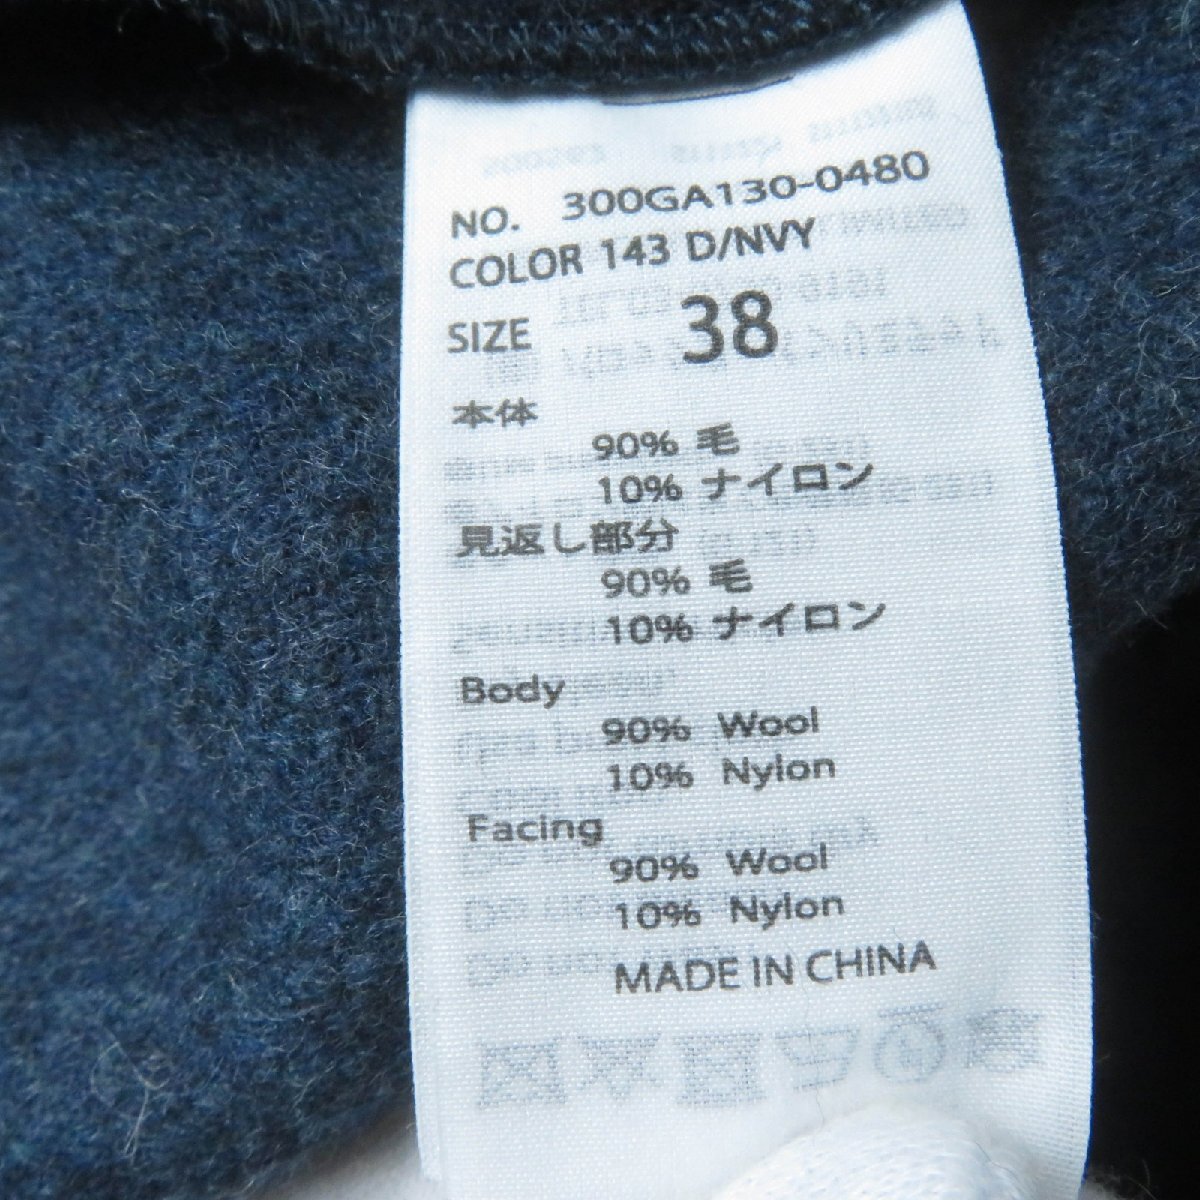 NO. 300GA130-0480
COLOR 143 D/NVY
SIZE 38
本体
90% 毛
10% ナイロン
見返し部分
90% 毛
10% ナイロン
Body
90% Wool
10% Nylon
Facing
90% Wool
10% Nylon
MADE IN CHINA